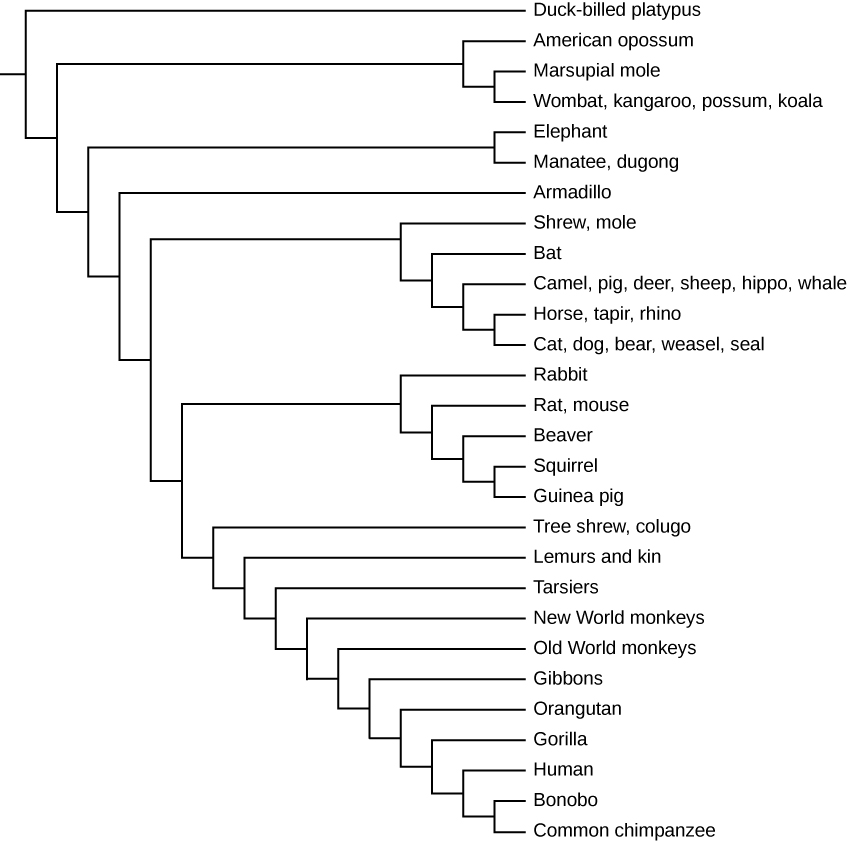 Duck-billed platypus
American opossum
Marsupial mole
Wombat, kangaroo, possum, koala
Elephant
Manatee, dugong
Armadillo
Shrew, mole
Bat
Camel, pig, deer, sheep, hippo, whale
Horse, tapir, rhino
Cat, dog, bear, weasel, seal
Rabbit
Rat, mouse
Beaver
Squirrel
Guinea pig
Tree shrew, colugo
Lemurs and kin
Tarsiers
New World monkeys
Old World monkeys
Gibbons
Orangutan
Gorilla
Human
Bonobo
Common chimpanzee